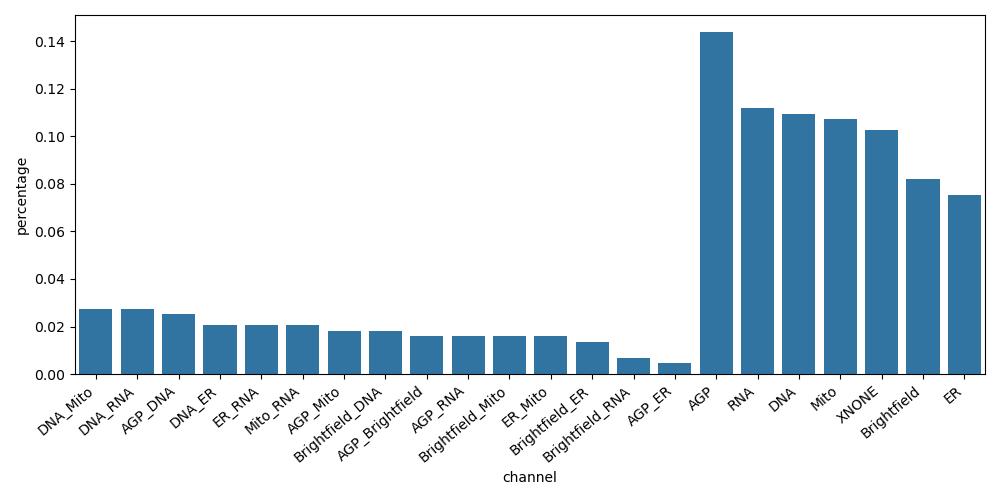 percentage
0.14
0.12
0.10
0.08
0.06
0.04
0.02
0.00
DNA_Mito
DNA_RNA
AGP_DNA
DNA_ER
ER_RNA
Mito_RNA
AGP_Mito
Brightfield_DNA
AGP_Brightfield
AGP_RNA
Brightfield_Mito
ER_Mito
Brightfield_ER
Brightfield_RNA
AGP_ER
AGP
RNA
DNA
Mito
XNONE
Brightfield
ER
channel